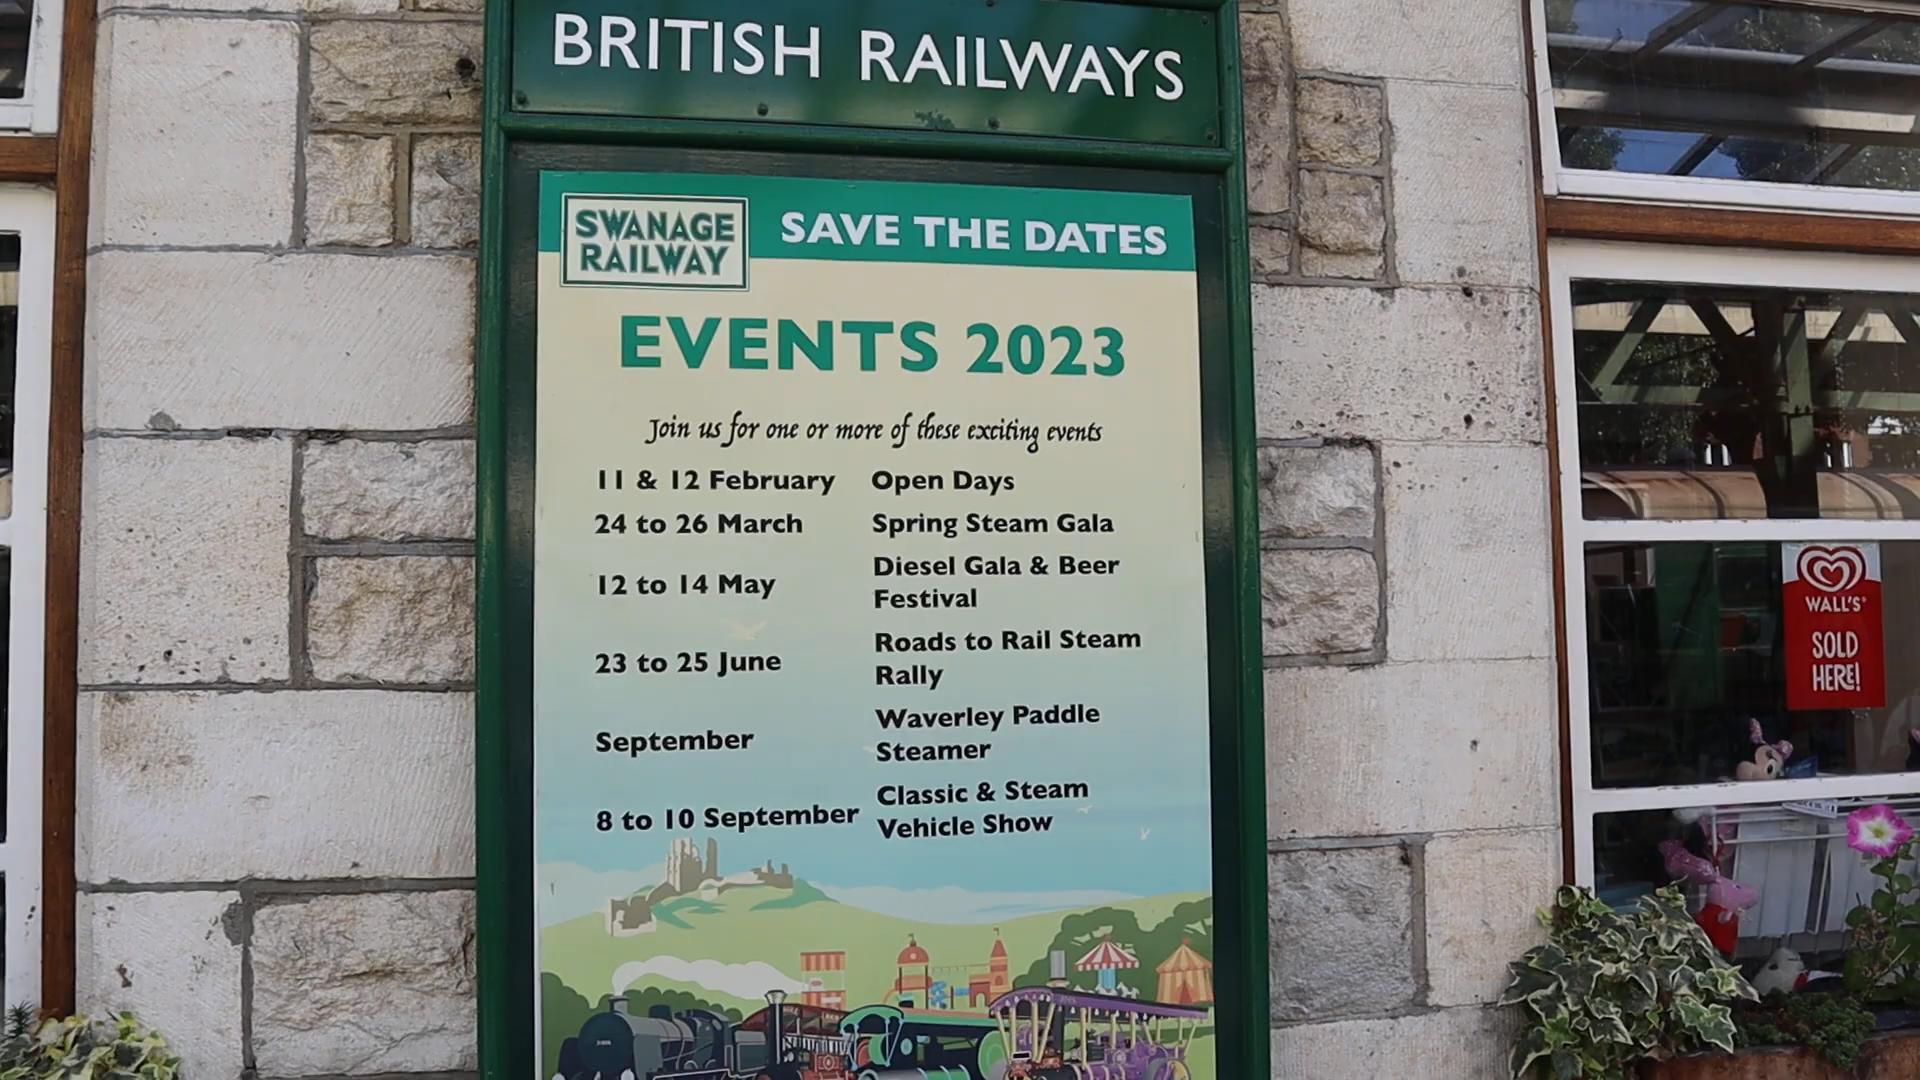 BRITISH RAILWAYS
SWANAGE
RAILWAY
SAVE THE DATES
EVENTS 2023
Join us for one or more of these exciting events
11 & 12 February Open Days
24 to 26 March Spring Steam Gala
12 to 14 May Diesel Gala & Beer
Festival
23 to 25 June Roads to Rail Steam
Rally
September Waverley Paddle
Steamer
8 to 10 September Classic & Steam
Vehicle Show
WALL'S
SOLD
HERE!